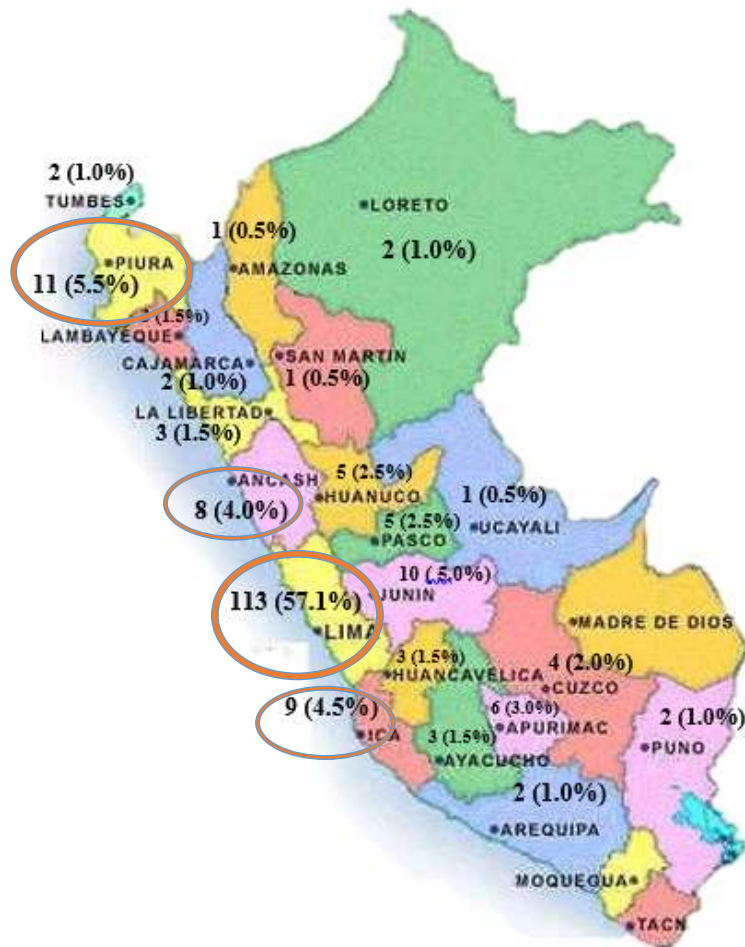 2 (1.0%)
TUMBES
LORETO
1 (0.5%)
2 (1.0%)
PIURA
AMAZONAS
11 (5.5%)
(1.5%)
LAMBAYEQUE
SAN MARTIN
CAJAMARCA
2 (1.0%)
1 (0.5%)
LA LIBERTAD
3 (1.5%)
5 (2.5%)
ANCASH
HUANUCO
1 (0.5%)
8 (4.0%)
5 (2.5%)
UCAYALI
PASCO
10 (5.0%)
JUNIN
113 (57.1%)
MADRE DE DIOS
LIMA
3 (1.5%)
4 (2.0%)
HUANCAVELICA
CUZCO
9 (4.5%)
6 (3.0%)
2 (1.0%)
ICA
3 (1.5%)
APURIMAC
PUNO
AYACUCHO
2 (1.0%)
AREQUIPA
MOQUEGUA
TACN